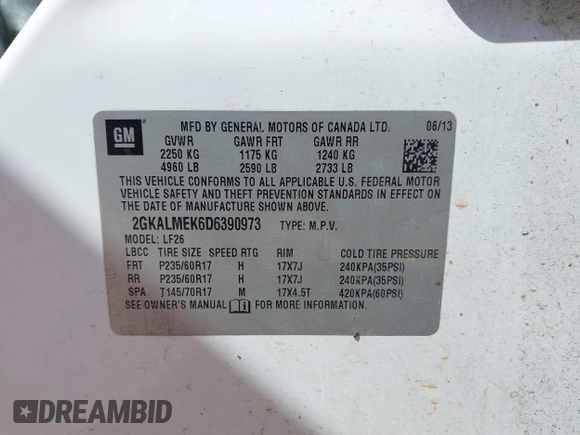 GM ® MFD BY GENERAL MOTORS OF CANADA LTD. 06/13
GVWR GAWR FRT GAWR RR
2250 KG 1175 KG 1240 KG
4960 LB 2590 LB 2733 LB
THIS VEHICLE CONFORMS TO ALL APPLICABLE U.S. FEDERAL MOTOR
VEHICLE SAFETY AND THEFT PREVENTION STANDARDS IN EFFECT ON
THE DATE OF MANUFACTURE SHOWN ABOVE.
2GKALMEK6D6390973 TYPE: M.P.V.
MODEL: LF26
LBCC TIRE SIZE SPEED RTG RIM COLD TIRE PRESSURE
FRT P235/60R17 H 17X7J 240KPA(35PSI)
RR P235/60R17 H 17X7J 240KPA(35PSI)
SPA T145/70R17 M 17X4.5T 420KPA(60PSI)
SEE OWNER'S MANUAL FOR MORE INFORMATION.
DREAMBID